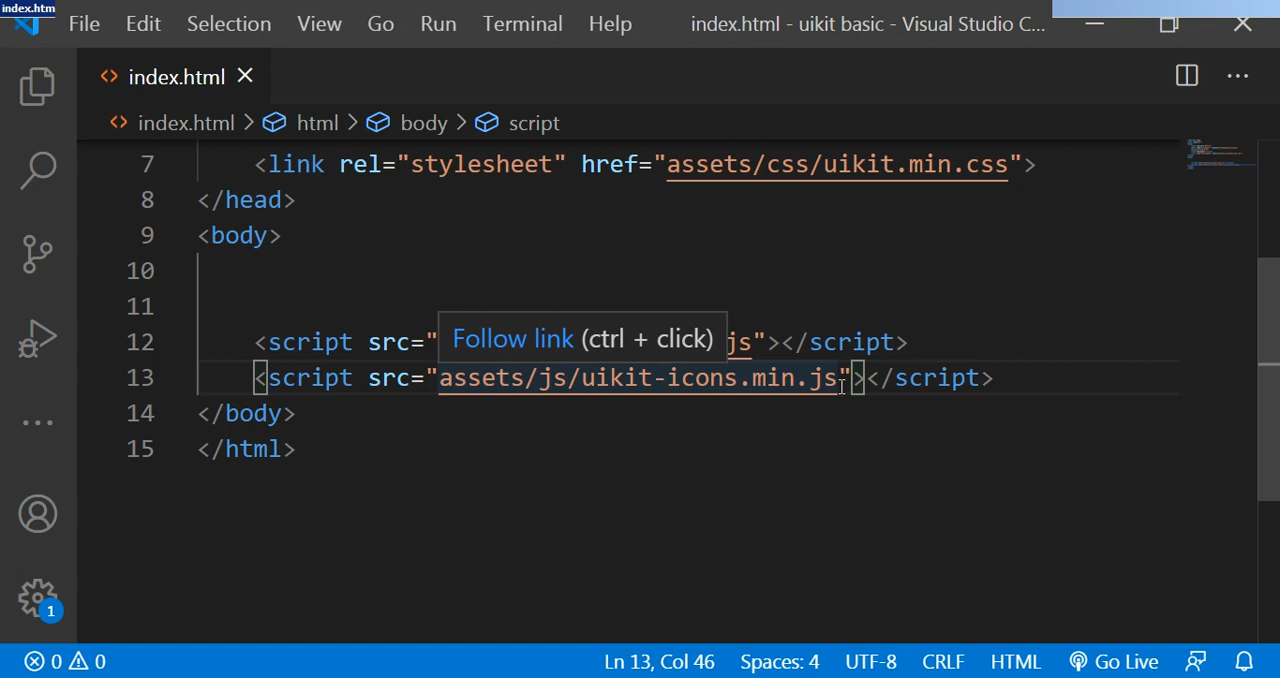 index.htm
File Edit Selection View Go Run Terminal Help index.html - uikit basic - Visual Studio C...
index.html
index.html > html > body > script
7 <link rel="stylesheet" href="assets/css/uikit.min.css">
8 </head>
9 <body>
10
11
Follow link (ctrl + click)
12 <script src=" js"></script>
13 <script src="assets/js/uikit-icons.min.js"></script>
14 </body>
15 </html>
1
0 0 Ln 13, Col 46 Spaces: 4 UTF-8 CRLF HTML Go Live